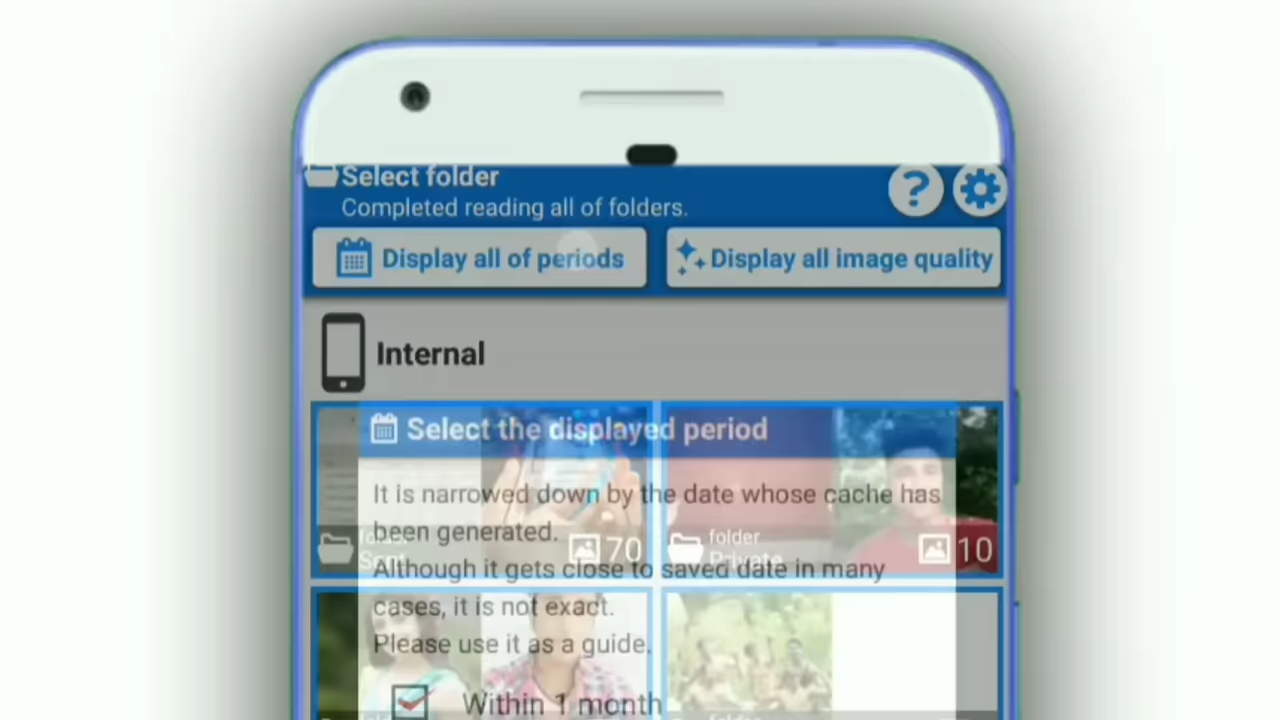 Select folder
Completed reading all of folders.
Display all of periods
Display all image quality
Internal
Select the displayed period
It is narrowed down by the date whose cache has
been generated.
folder
Sent
70
folder
Private
10
Although it gets close to saved date in many
cases, it is not exact.
Please use it as a guide.
Within 1 month